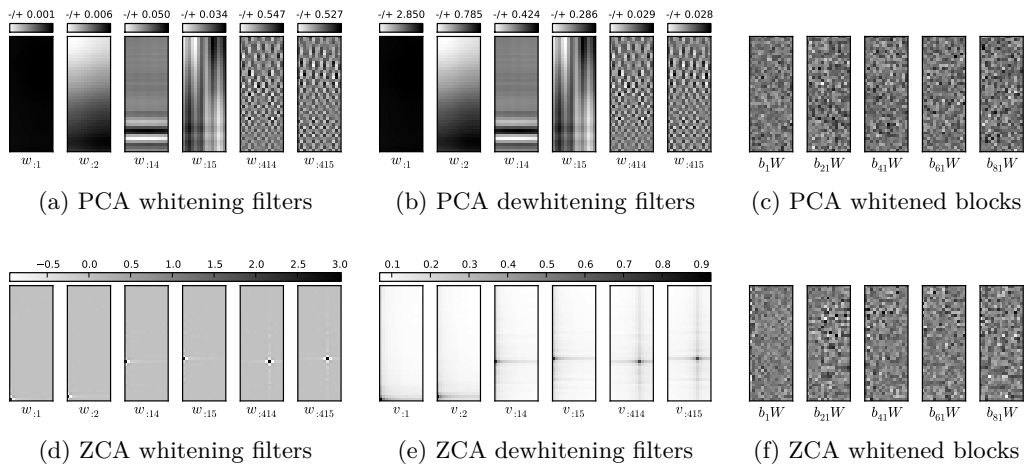 -/+ 0.001 -/+ 0.006 -/+ 0.050 -/+ 0.034 -/+ 0.547 -/+ 0.527
w:1 w:2 w:14 w:15 w:414 w:415
(a) PCA whitening filters
-/+ 2.850 -/+ 0.785 -/+ 0.424 -/+ 0.286 -/+ 0.029 -/+ 0.028
w:1 w:2 w:14 w:15 w:414 w:415
(b) PCA dewhitening filters
b1W b21W b41W b61W b81W
(c) PCA whitened blocks
−0.5 0.0 0.5 1.0 1.5 2.0 2.5 3.0
w:1 w:2 w:14 w:15 w:414 w:415
(d) ZCA whitening filters
0.1 0.2 0.3 0.4 0.5 0.6 0.7 0.8 0.9
v:1 v:2 v:14 v:15 v:414 v:415
(e) ZCA dewhitening filters
b1W b21W b41W b61W b81W
(f) ZCA whitened blocks